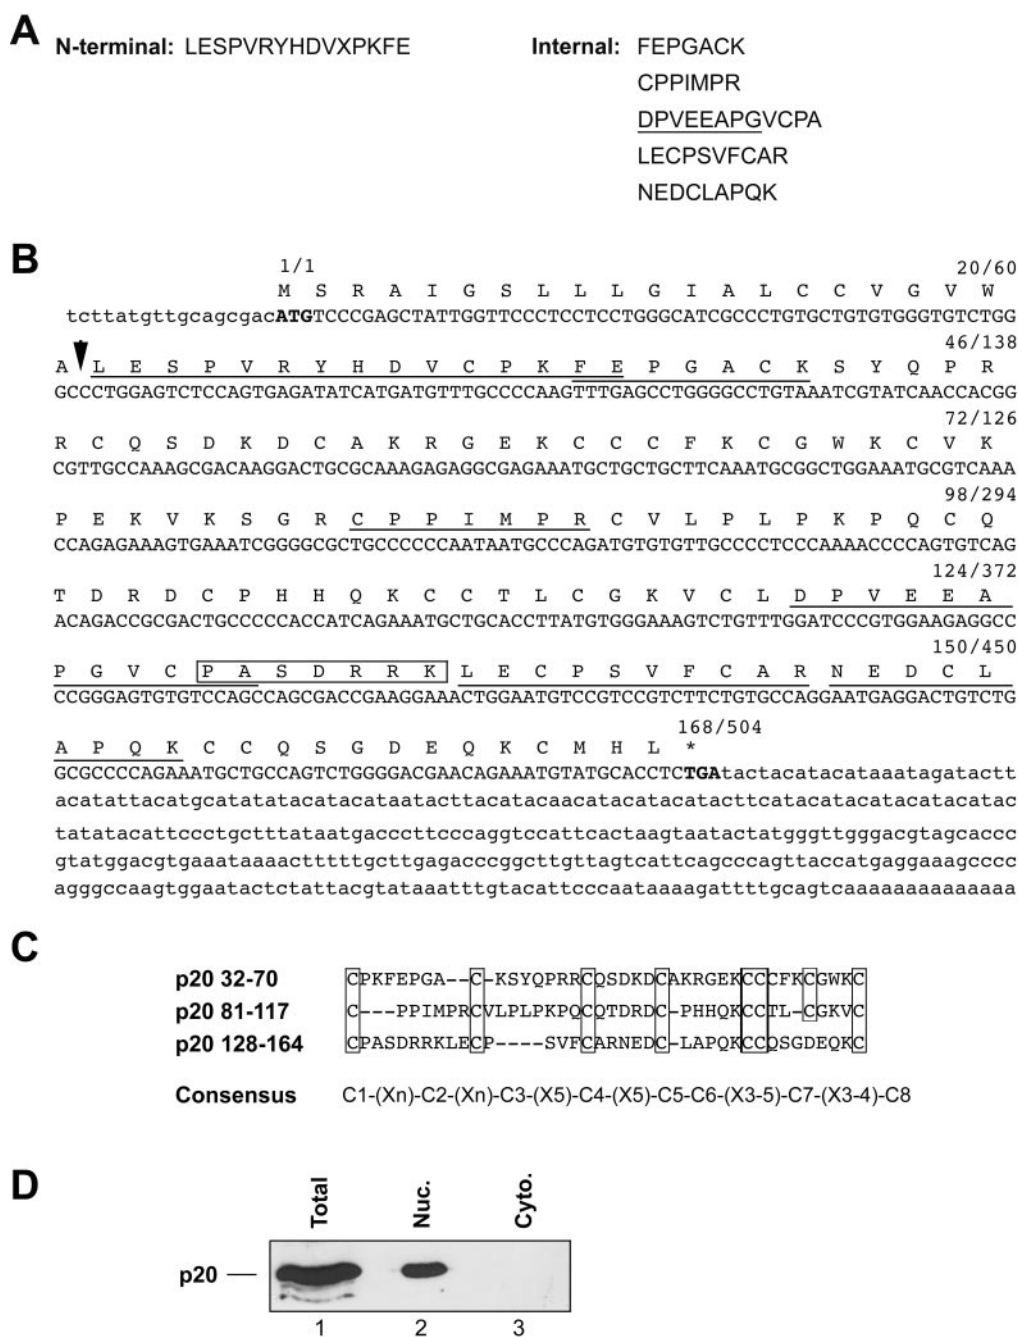 A
N-terminal: LESPVRYHDVXPKFE
Internal: FEPGACK
CPPIMPR
DPVEEAPGVCPA
LECPSVFCAR
NEDCLAPQK
B
1/1 20/60
M S R A I G S L L L G I A L C C V G V W
tcttatgttgcagcgacATGTCCCGAGCTATTGGTTCCCTCCTCCTGGGCATCGCCCTGTGCTGTGTGGGTGTCTGG
46/138
A L E S P V R Y H D V C P K F E P G A C K S Y Q P R
GCCCTGGAGTCTCCAGTGAGATATCATGATGTTTGCCCCAAGTTTGAGCCTGGGGCCTGTAAATCGTATCAACCACGG
72/126
R C Q S D K D C A K R G E K C C C F K C G W K C V K
CGTTGCCAAAGCGACAAGGACTGCGCAAAGAGAGGCGAGAAATGCTGCTGCTTCAAATGCGGCTGGAAATGCGTCAAA
98/294
P E K V K S G R C P P I M P R C V L P L P K P Q C Q
CCAGAGAAAGTGAAATCGGGGCGCTGCCCCCCAATAATGCCCAGATGTGTGTTGCCCCTCCCAAAACCCCAGTGTCAG
124/372
T D R D C P H H Q K C C T L C G K V C L D P V E E A
ACAGACCGCGACTGCCCCCACCATCAGAAATGCTGCACCTTATGTGGGAAAGTCTGTTTGGATCCCGTGGAAGAGGCC
150/450
P G V C P A S D R R K L E C P S V F C A R N E D C L
CCGGGAGTGTGTCCAGCCAGCGACCGAAGGAAACTGGAATGTCCGTCCGTCTTCTGTGCCAGGAATGAGGACTGTCTG
168/504
A P Q K C C Q S G D E Q K C M H L *
GCGCCCCAGAAATGCTGCCAGTCTGGGGACGAACAGAAATGTATGCACCTCTGAtactacatacataaatagatactt
acatattacatgcatatatacatacataatacttacatacaacatacatacatacttcatacatacatacatacatac
tatatacattccctgctttataatgacccttcccaggtccattcactaagtaatactatgggttgggacgtagcaccc
gtatggacgtgaaataaaactttttgcttgagacccggcttgttagtcattcagcccagttaccatgaggaaagcccc
agggccaagtggaatactctattacgtataaatttgtacattcccaataaaagattttgcagtcaaaaaaaaaaaaaa
C
p20 32-70 CPKFEPGA--C-KSYQPRRCQSDKDCAKRGEKCCCFKCGWKC
p20 81-117 C---PPIMPRCVLPLPKPQCQTDRDC-PHHQKCCTL-CGKVC
p20 128-164 CPASDRRKLECP----SVFCARNEDC-LAPQKCCQSGDEQKC
Consensus C1-(Xn)-C2-(Xn)-C3-(X5)-C4-(X5)-C5-C6-(X3-5)-C7-(X3-4)-C8
D
Total Nuc. Cyto.
p20
1 2 3